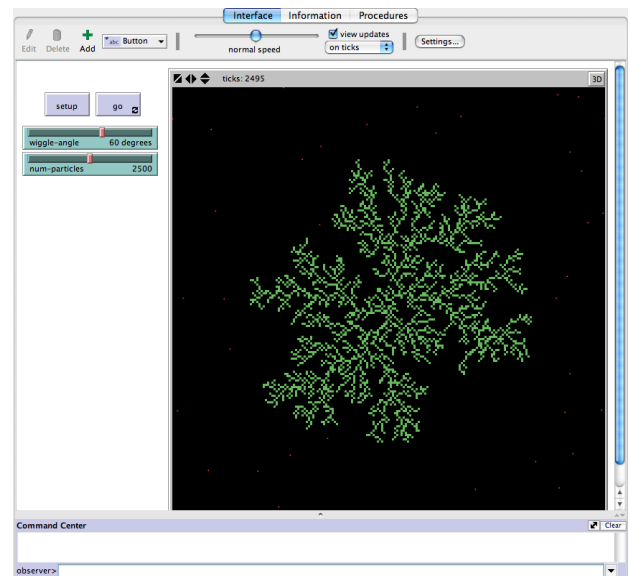 Interface Information Procedures
Edit Delete Add abc Button normal speed view updates on ticks Settings...
ticks: 2495 3D
setup go
wiggle-angle 60 degrees
num-particles 2500
Command Center Clear
observer>